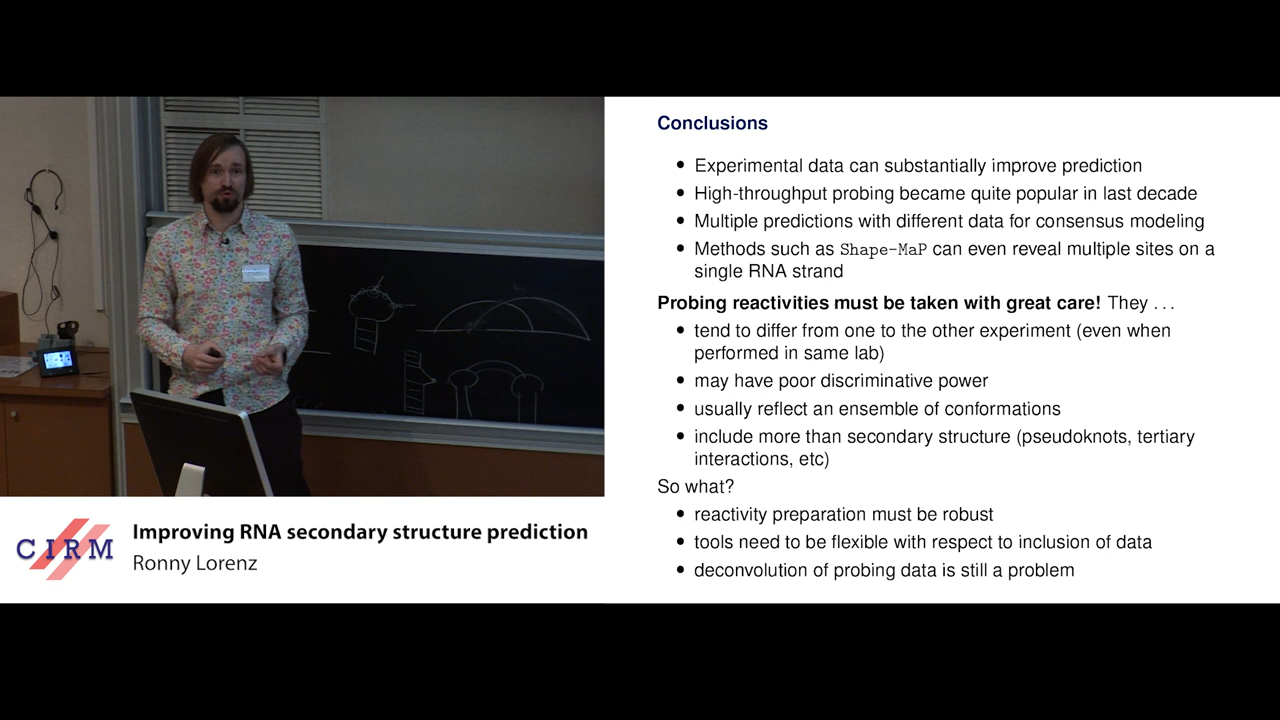 Conclusions
• Experimental data can substantially improve prediction
• High-throughput probing became quite popular in last decade
• Multiple predictions with different data for consensus modeling
• Methods such as Shape-MaP can even reveal multiple sites on a
single RNA strand
Probing reactivities must be taken with great care! They ...
• tend to differ from one to the other experiment (even when
performed in same lab)
• may have poor discriminative power
• usually reflect an ensemble of conformations
• include more than secondary structure (pseudoknots, tertiary
interactions, etc)
So what?
• reactivity preparation must be robust
• tools need to be flexible with respect to inclusion of data
• deconvolution of probing data is still a problem
CIRM
Improving RNA secondary structure prediction
Ronny Lorenz